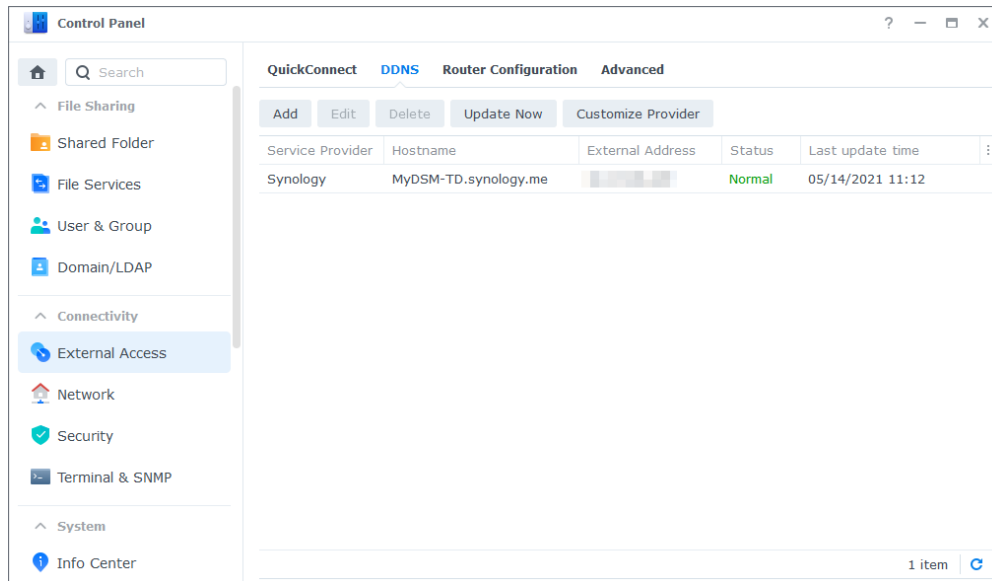 Control Panel
?
Search
File Sharing
Shared Folder
File Services
User & Group
Domain/LDAP
Connectivity
External Access
Network
Security
Terminal & SNMP
System
Info Center
QuickConnect DDNS Router Configuration Advanced
Add Edit Delete Update Now Customize Provider
Service Provider Hostname External Address Status Last update time
Synology MyDSM-TD.synology.me Normal 05/14/2021 11:12
1 item